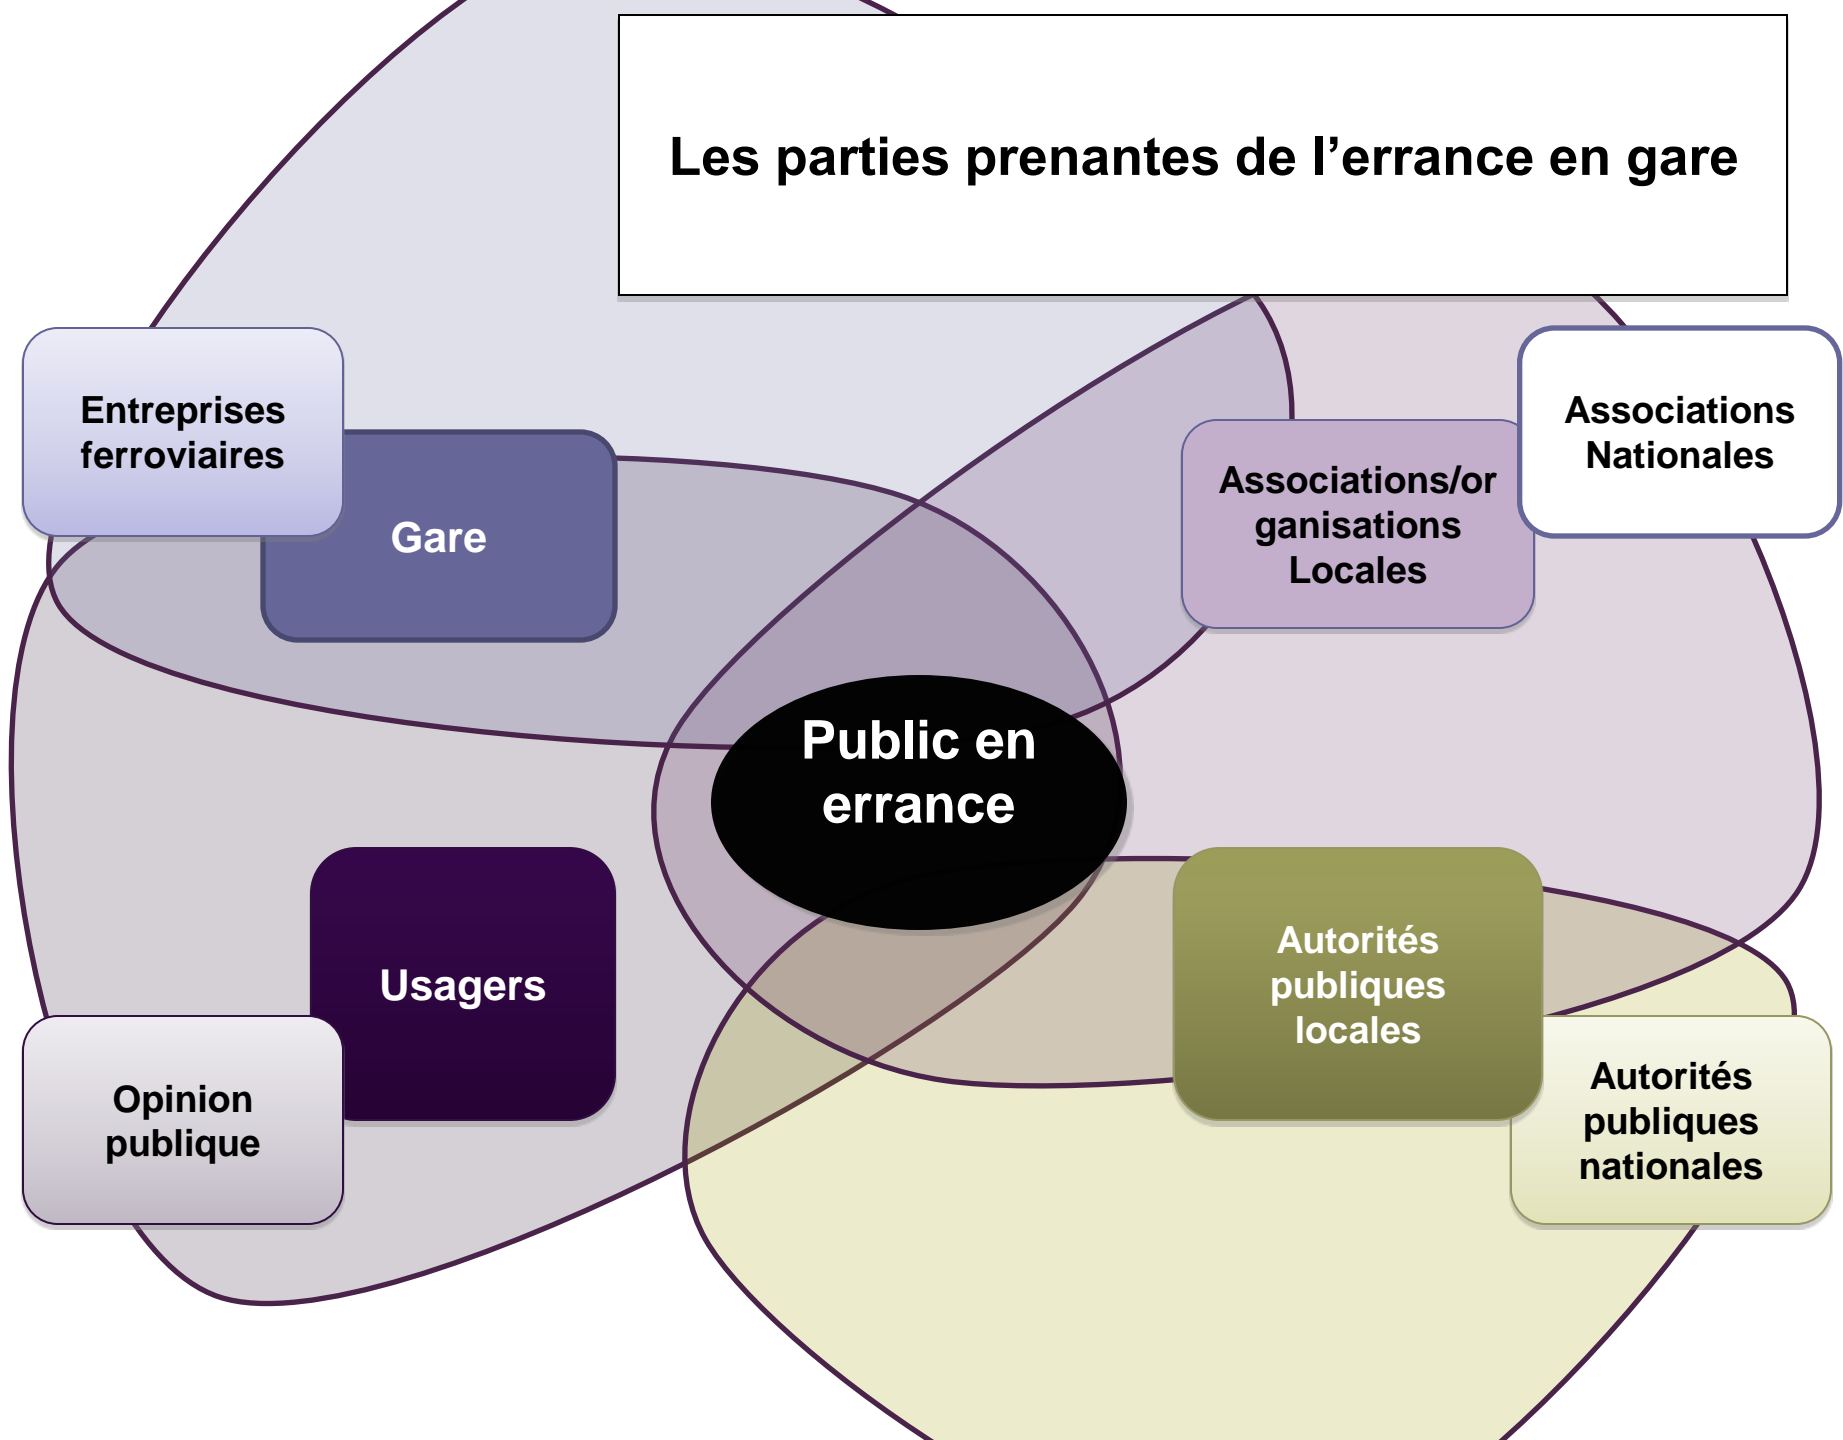 Les parties prenantes de l’errance en gare
Entreprises
ferroviaires
Gare
Associations/or
ganisations
Locales
Associations
Nationales
Public en
errance
Usagers
Opinion
publique
Autorités
publiques
locales
Autorités
publiques
nationales